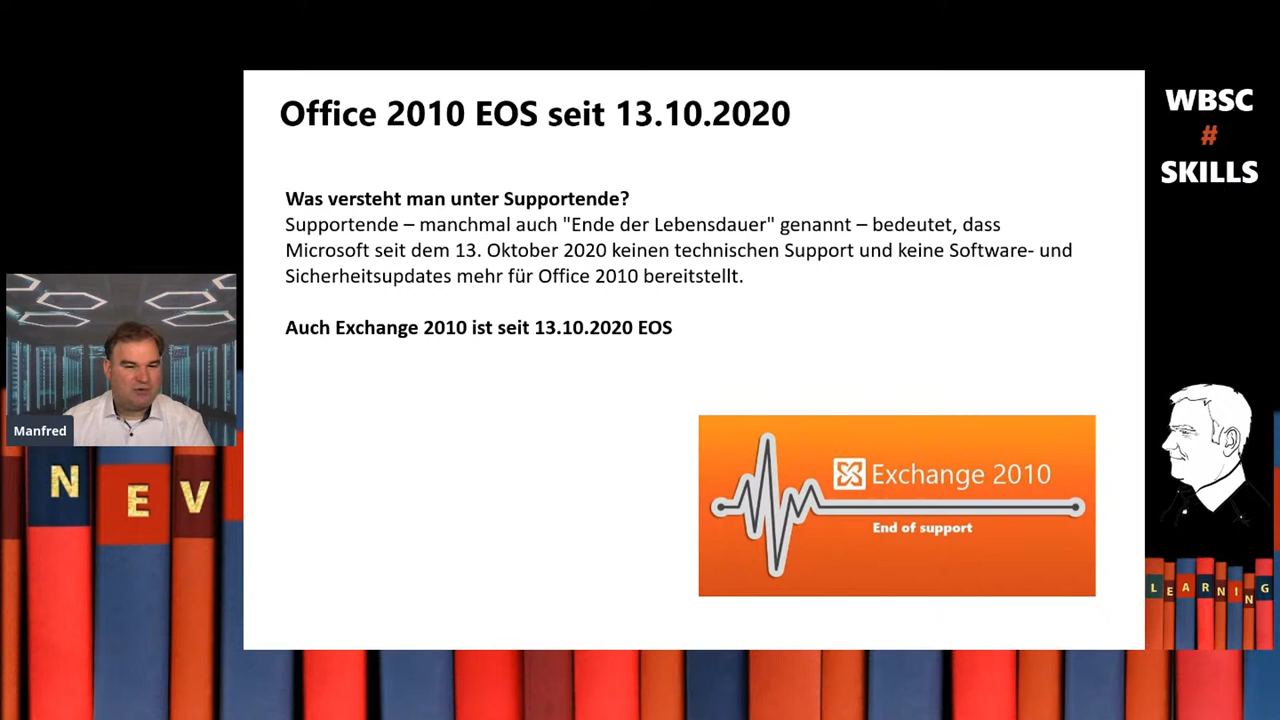 Office 2010 EOS seit 13.10.2020
Was versteht man unter Supportende?
Supportende – manchmal auch "Ende der Lebensdauer" genannt – bedeutet, dass
Microsoft seit dem 13. Oktober 2020 keinen technischen Support und keine Software- und
Sicherheitsupdates mehr für Office 2010 bereitstellt.
Auch Exchange 2010 ist seit 13.10.2020 EOS
Exchange 2010
End of support
WBSC
#
SKILLS
Manfred
NEV
LEARNING